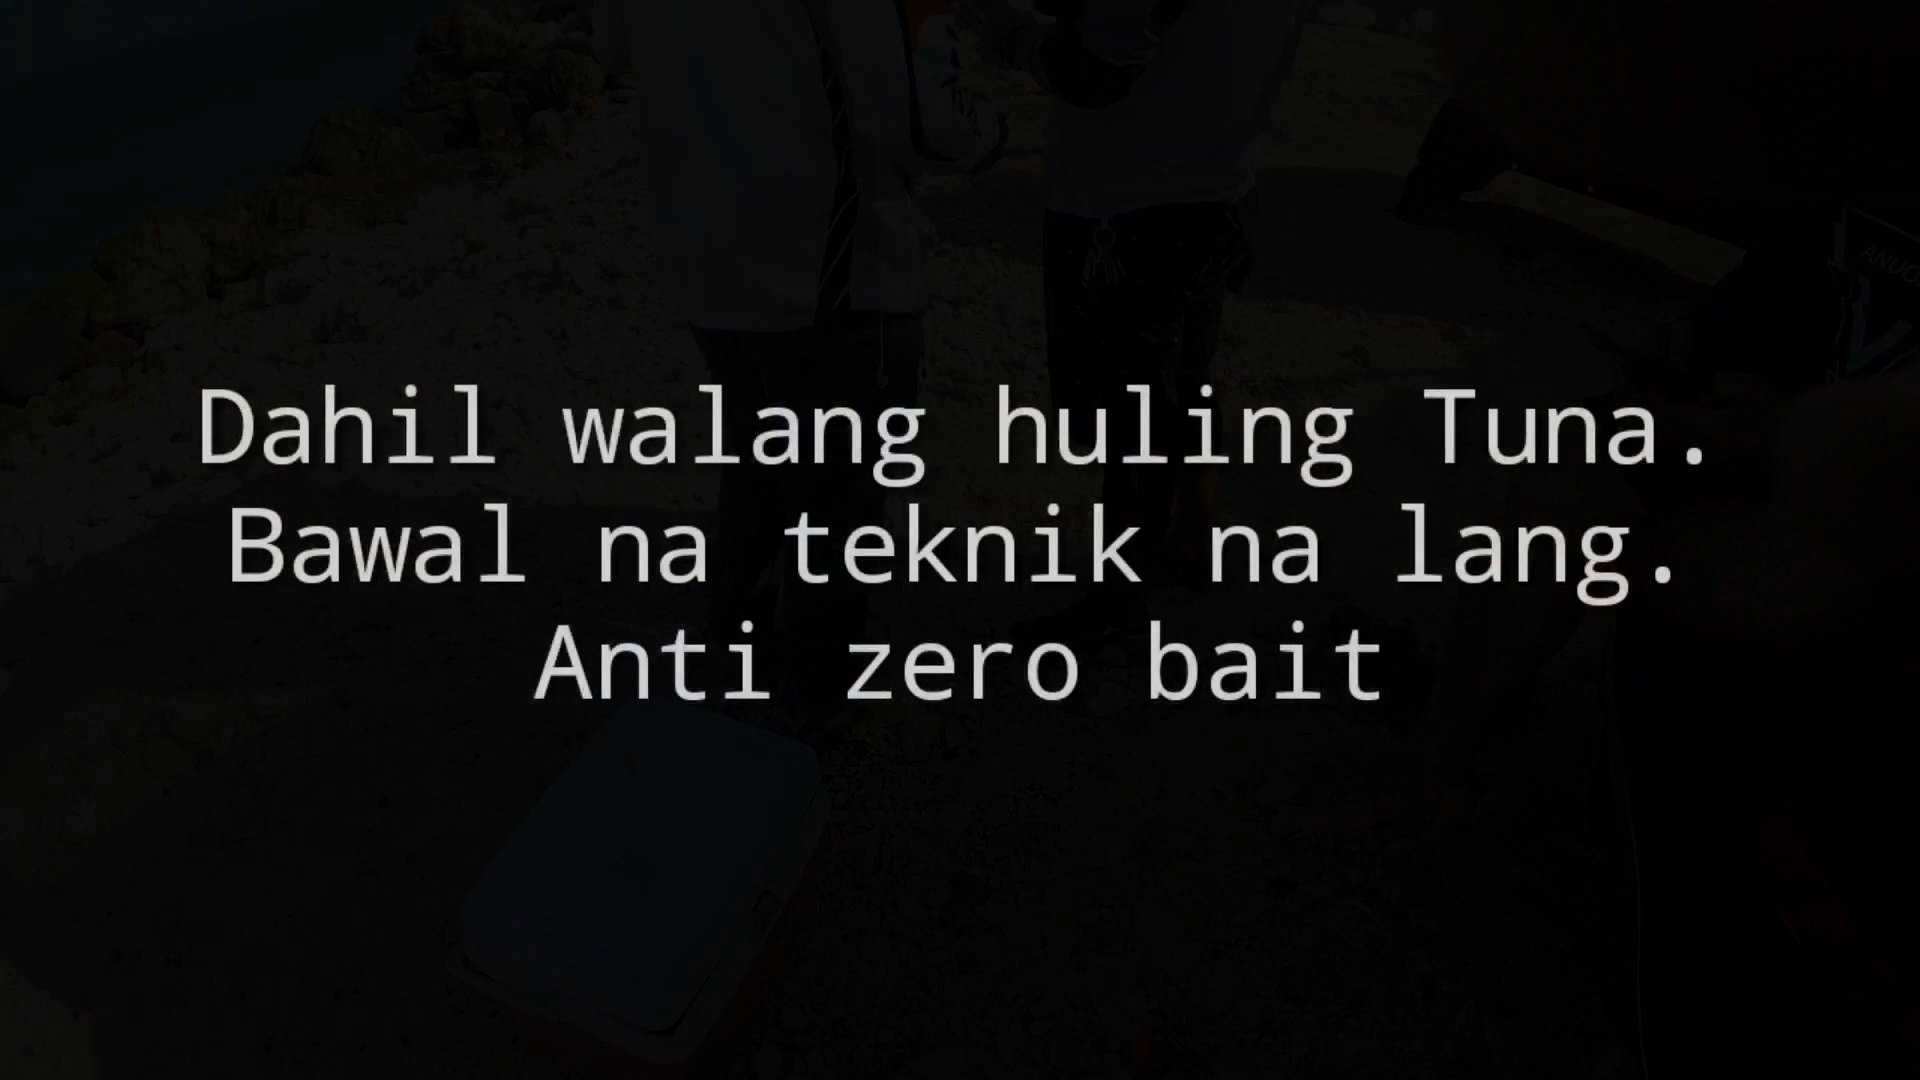 Dahil walang huling Tuna.
Bawal na teknik na lang.
Anti zero bait